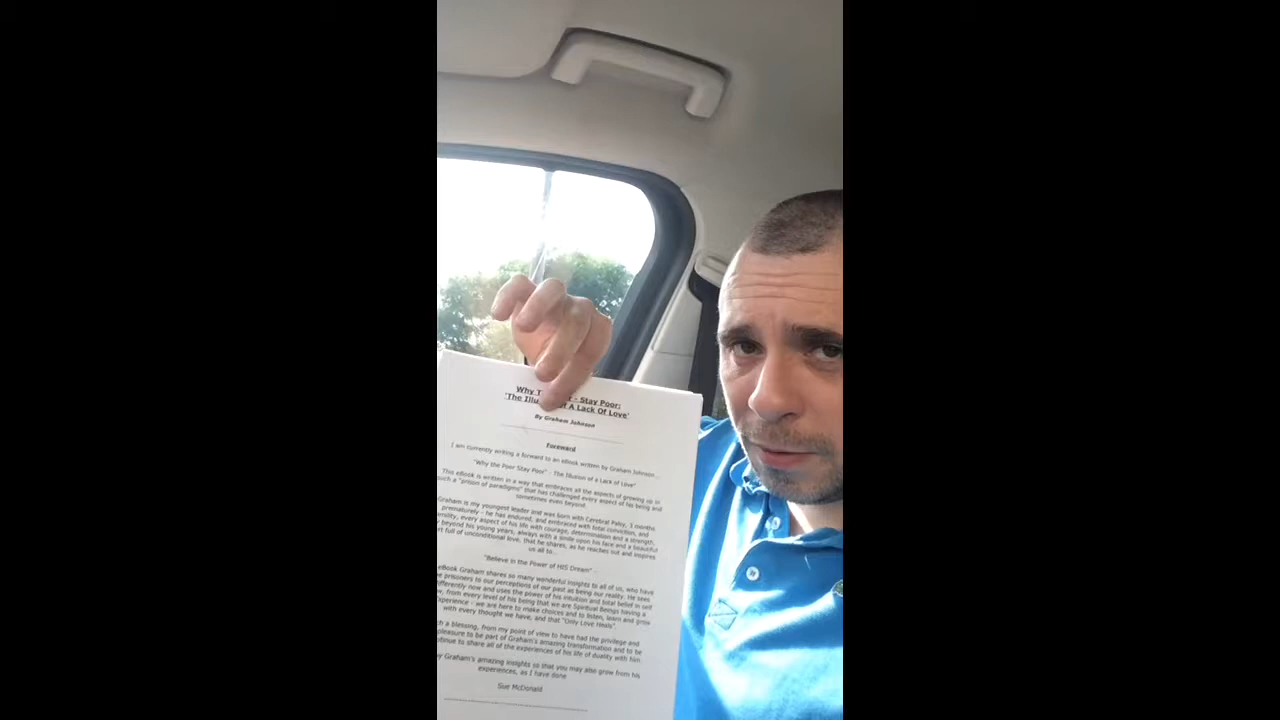 Why T - Stay Poor:
'The Illu of A Lack Of Love'
By Graham Johnson
Foreward
I am currently writing a forward to an eBook written by Graham Johnson...
"Why the Poor Stay Poor" - The Illusion of a Lack of Love"
This eBook is written in a way that embraces all the aspects of growing up in
such a "prison of paradigms" that has challenged every aspect of his being and
sometimes even beyond.
Graham is my youngest leader and was born with Cerebral Palsy, 3 months
prematurely - he has endured, and embraced with total conviction, and
every aspect of his life with courage, determination and a strength,
beyond his young years, always with a smile upon his face and a beautiful
full of unconditional love, that he shares, as he reaches out and inspires
us all to...
"Believe in the Power of HIS Dream" -
eBook Graham shares so many wonderful insights to all of us, who have
prisoners to our perceptions of our past as being our reality. He sees
differently now and uses the power of his intuition and total belief in self
from every level of his being that we are Spiritual Beings having a
experience - we are here to make choices and to listen, learn and grow
with every thought we have, and that "Only Love Heals".
a blessing, from my point of view to have had the privilege and
pleasure to be part of Graham's amazing transformation and to be
to share all of the experiences of his life of duality with him
Graham's amazing insights so that you may also grow from his
experiences, as I have done
Sue McDonald